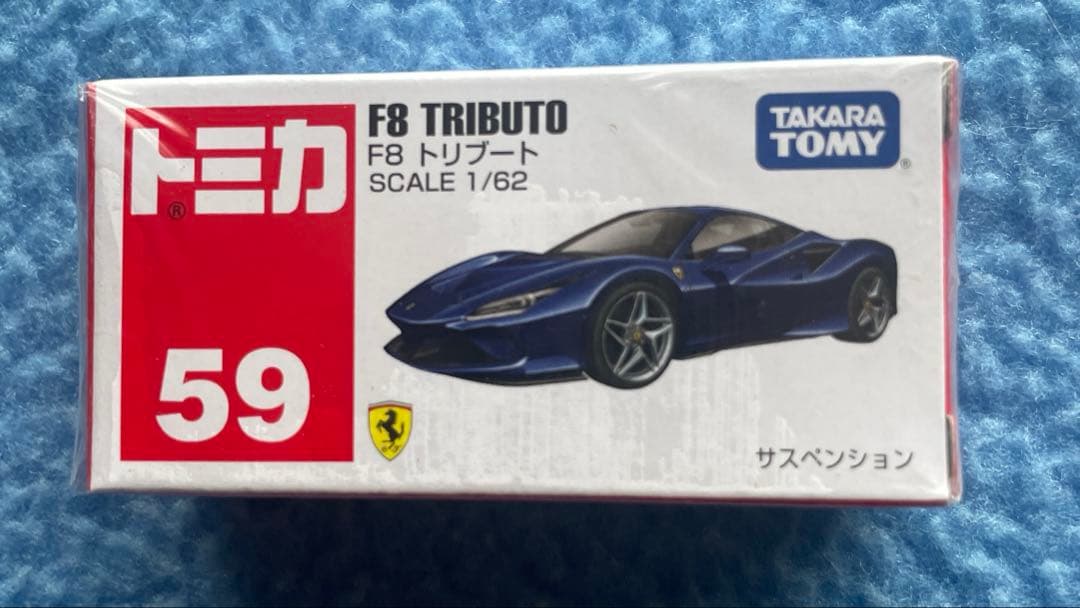 トミカ®
59
F8 TRIBUTO
F8 トリブート
SCALE 1/62
TAKARA
TOMY®
サスペンション